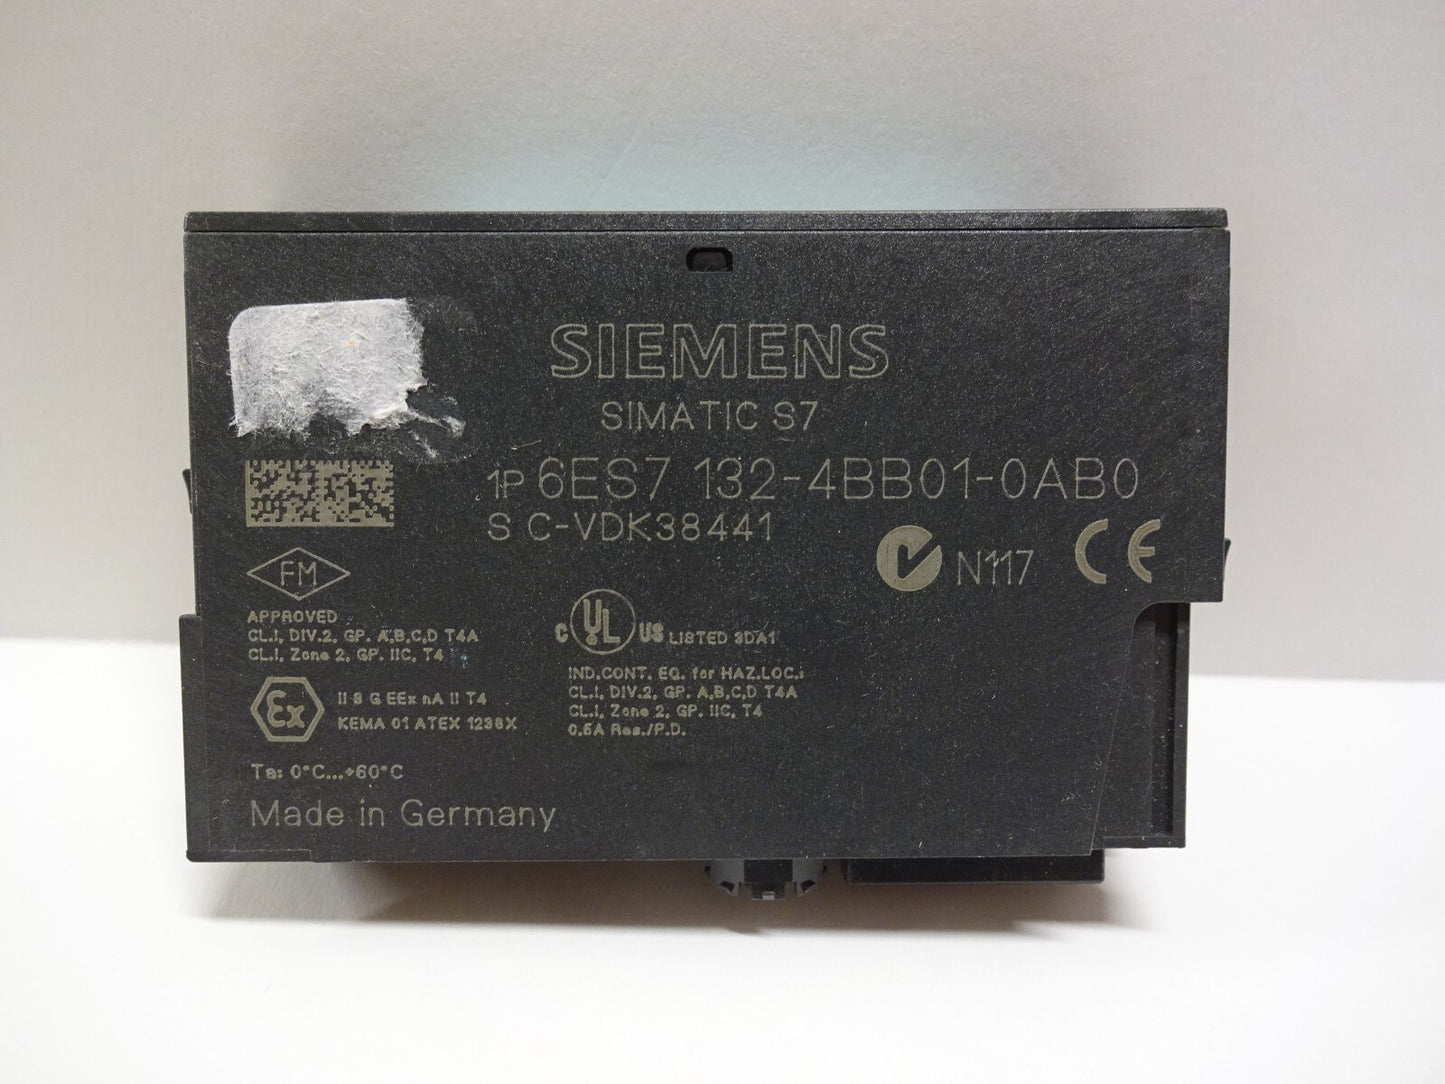 SIEMENS
SIMATIC S7
1P 6ES7 132-4BB01-0AB0
S C-VDK38441
N117 CE
FM
APPROVED
CL.I, DIV.2, GP. A,B,C,D T4A
CL.I, Zone 2, GP. IIC, T4
Ex
II 3 G EEx nA II T4
KEMA 01 ATEX 1238X
C UL US LISTED 3DA1
IND.CONT. EQ. for HAZ.LOC.:
CL.I, DIV.2, GP. A,B,C,D T4A
CL.I, Zone 2, GP. IIC, T4
0.5A Res./P.D.
Ta: 0°C...+60°C
Made in Germany